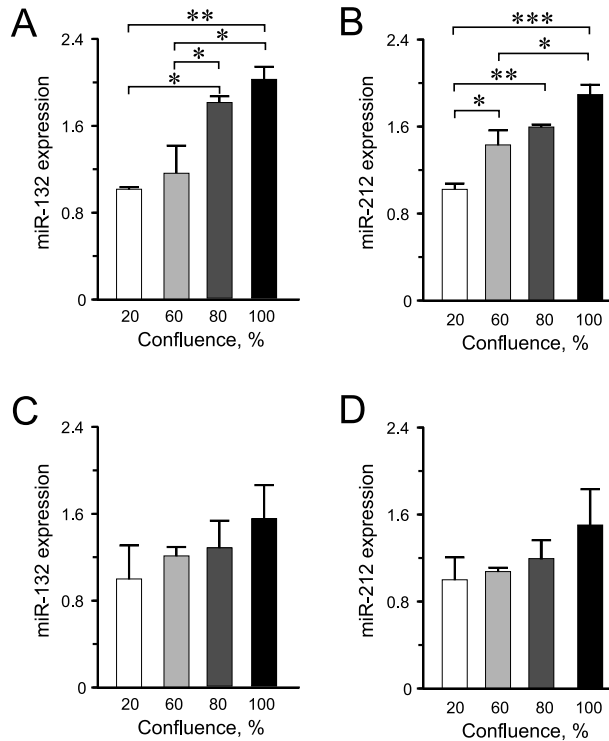 A
miR-132 expression
2.4
1.6
0.8
0
**
*
*
*
20 60 80 100
Confluence, %
B
miR-212 expression
2.4
1.6
0.8
0
***
*
**
*
20 60 80 100
Confluence, %
C
miR-132 expression
2.4
1.6
0.8
0
20 60 80 100
Confluence, %
D
miR-212 expression
2.4
1.6
0.8
0
20 60 80 100
Confluence, %